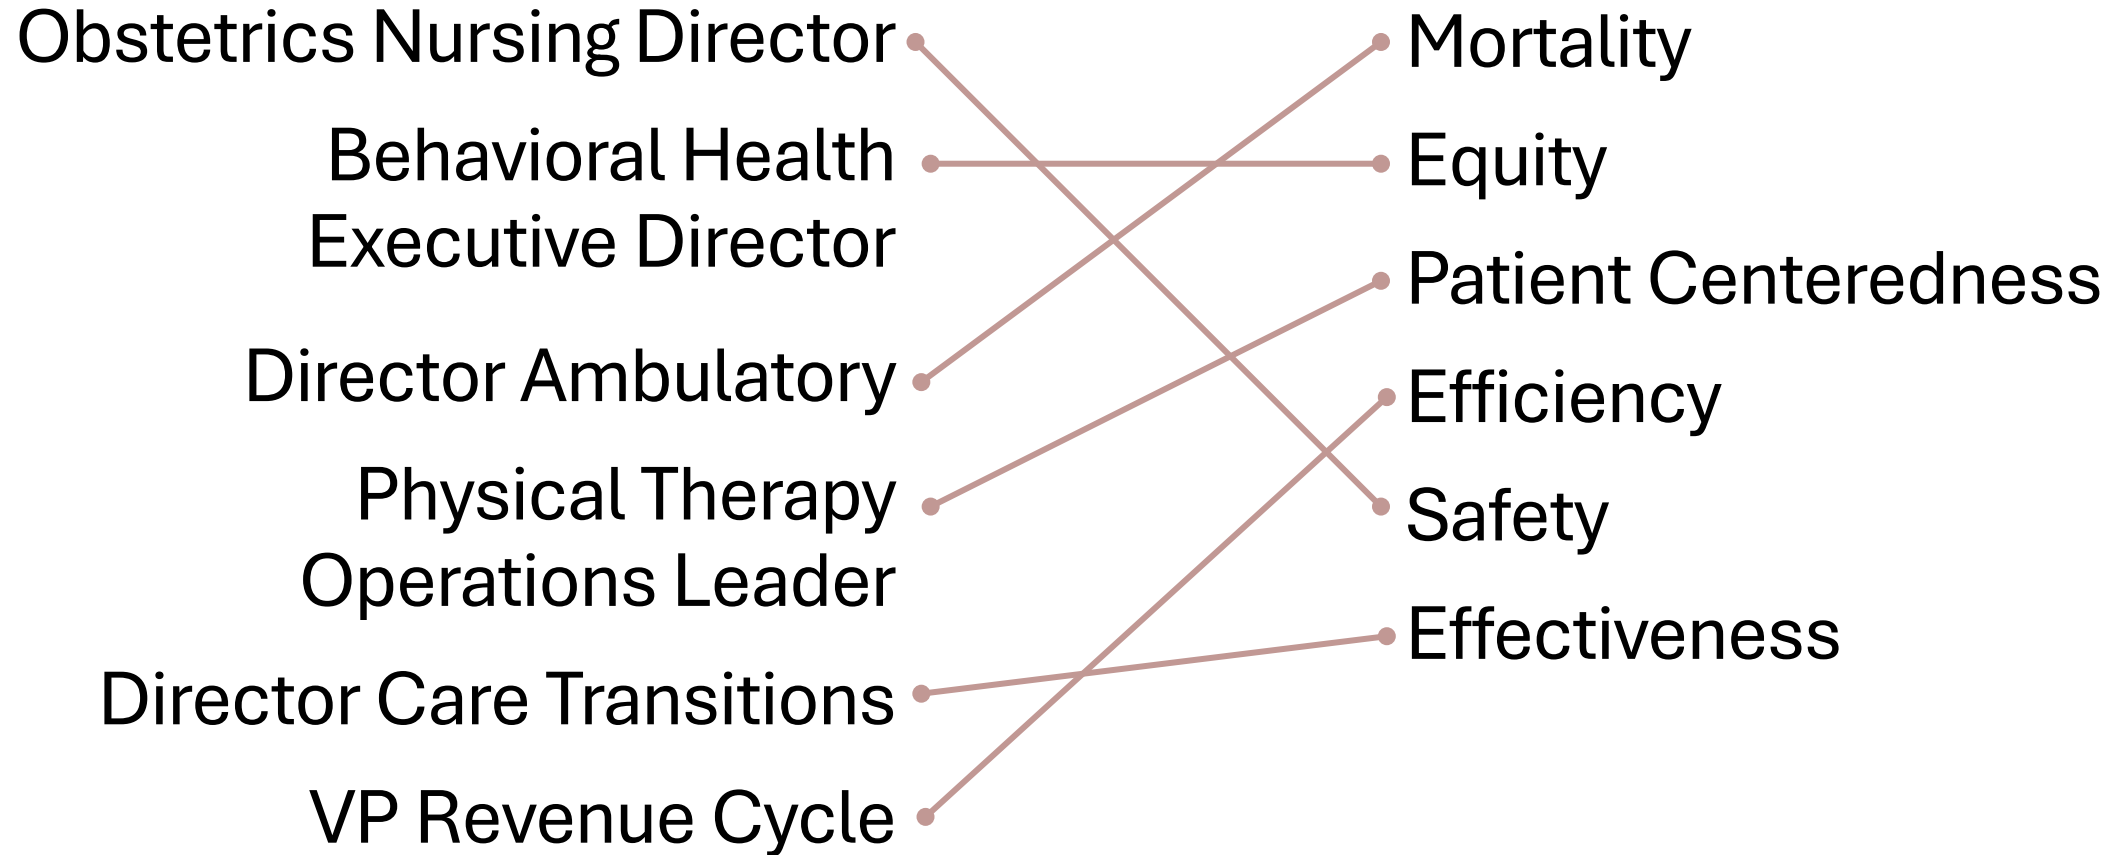 Obstetrics Nursing Director
Behavioral Health
Executive Director
Director Ambulatory
Physical Therapy
Operations Leader
Director Care Transitions
VP Revenue Cycle
Mortality
Equity
Patient Centeredness
Efficiency
Safety
Effectiveness